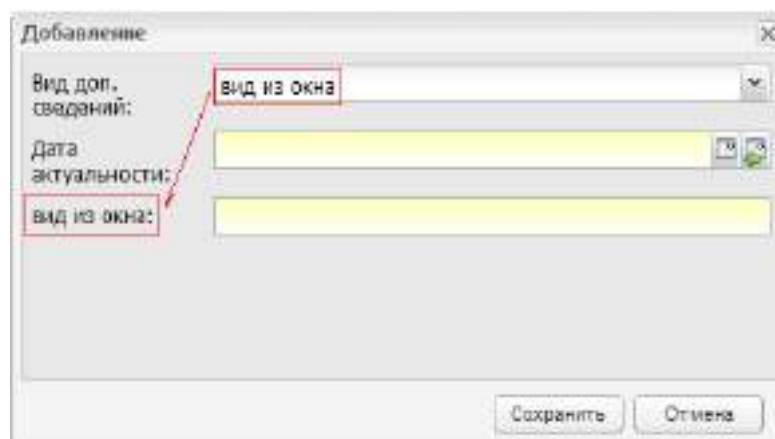 Добавление
Вид доп.
сведений:
вид из окна
Дата
актуальности:
вид из окна:
Сохранить
Отмена